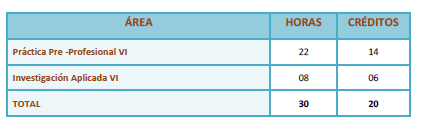 ÁREA HORAS CRÉDITOS
Práctica Pre -Profesional VI 22 14
Investigación Aplicada VI 08 06
TOTAL 30 20